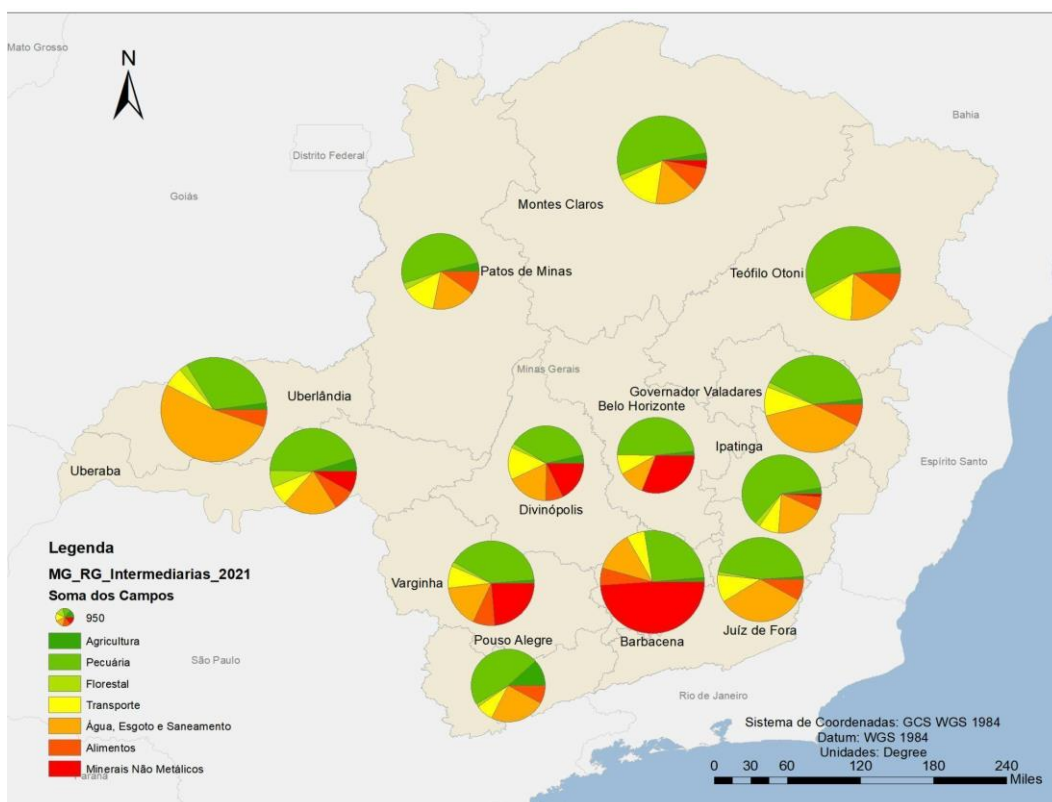 Mato Grosso
N
Bahia
Distrito Federal
Goiás
Montes Claros
Patos de Minas
Teófilo Otoni
Minas Gerais
Uberlândia
Governador Valadares
Belo Horizonte
Ipatinga
Uberaba
Espírito Santo
Divinópolis
Varginha
Pouso Alegre
Barbacena
Juíz de Fora
São Paulo
Rio de Janeiro
Paraná
Legenda
MG_RG_Intermediarias_2021
Soma dos Campos
950
Agricultura
Pecuária
Florestal
Transporte
Água, Esgoto e Saneamento
Alimentos
Minerais Não Metálicos
Sistema de Coordenadas: GCS WGS 1984
Datum: WGS 1984
Unidades: Degree
0 15 30 60 120 180 240
Miles